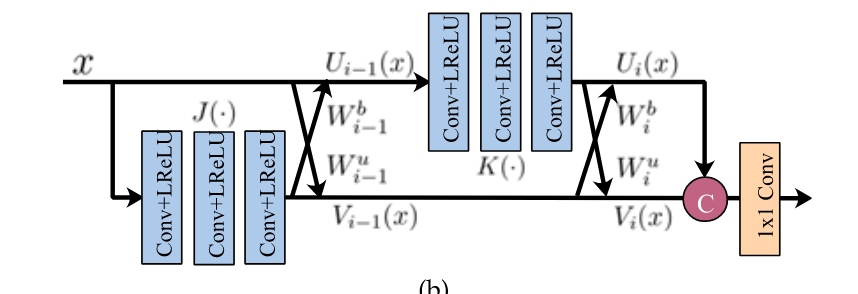 x
U_{i-1}(x)
Conv+LReLU
Conv+LReLU
Conv+LReLU
U_i(x)
J(·)
W^b_{i-1}
W^b_i
Conv+LReLU
Conv+LReLU
Conv+LReLU
W^u_{i-1}
K(·)
W^u_i
V_{i-1}(x)
V_i(x)
C
1x1 Conv
(b)